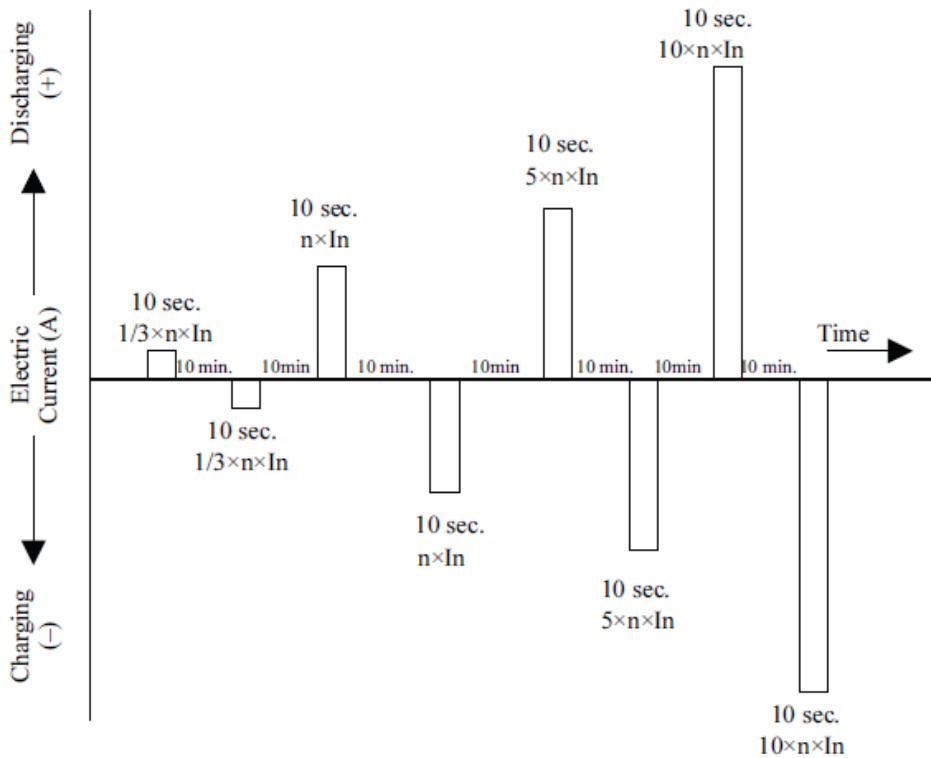 Discharging
(+)
Electric
Current (A)
Charging
(−)
10 sec.
1/3×n×In
10 min.
10 sec.
1/3×n×In
10min
10 sec.
n×In
10 min.
10 sec.
n×In
10 min
10 sec.
5×n×In
10 min.
10 sec.
5×n×In
10min
10 sec.
10×n×In
10 min.
10 sec.
10×n×In
Time